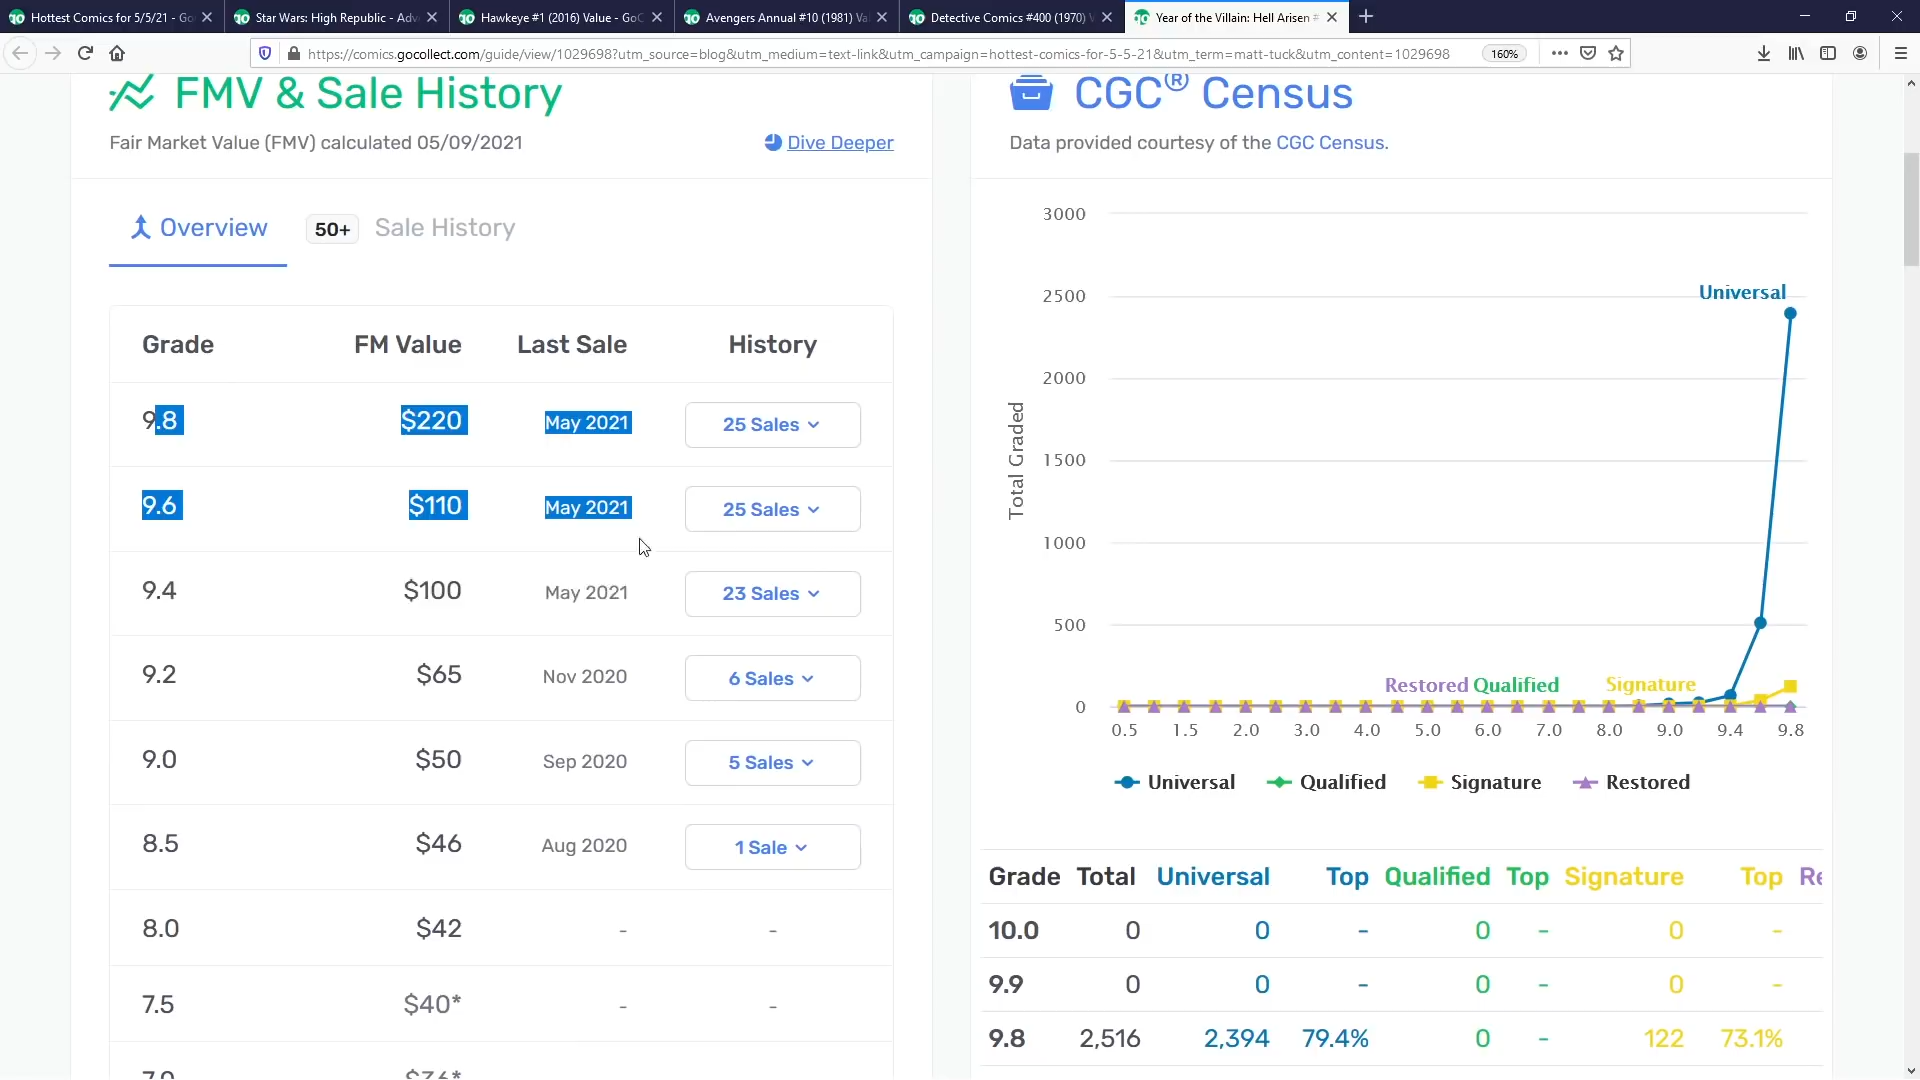 Hottest Comics for 5/5/21 - Go
Star Wars: High Republic - Adv
Hawkeye #1 (2016) Value - GoC
Avengers Annual #10 (1981) Va
Detective Comics #400 (1970) V
Year of the Villain: Hell Arisen #
https://comics.gocollect.com/guide/view/1029698?utm_source=blog&utm_medium=text-link&utm_campaign=hottest-comics-for-5-5-21&utm_term=matt-tuck&utm_content=1029698
160%
FMV & Sale History
Fair Market Value (FMV) calculated 05/09/2021
Dive Deeper
Overview
50+ Sale History
Grade FM Value Last Sale History
9.8 $220 May 2021 25 Sales
9.6 $110 May 2021 25 Sales
9.4 $100 May 2021 23 Sales
9.2 $65 Nov 2020 6 Sales
9.0 $50 Sep 2020 5 Sales
8.5 $46 Aug 2020 1 Sale
8.0 $42 - -
7.5 $40* - -
7.0 $36*
CGC® Census
Data provided courtesy of the CGC Census.
Total Graded
3000
2500
2000
1500
1000
500
0
Universal
Restored Qualified Signature
0.5 1.5 2.0 3.0 4.0 5.0 6.0 7.0 8.0 9.0 9.4 9.8
Universal Qualified Signature Restored
Grade Total Universal Top Qualified Top Signature Top Re
10.0 0 0 - 0 - 0 -
9.9 0 0 - 0 - 0 -
9.8 2,516 2,394 79.4% 0 - 122 73.1%